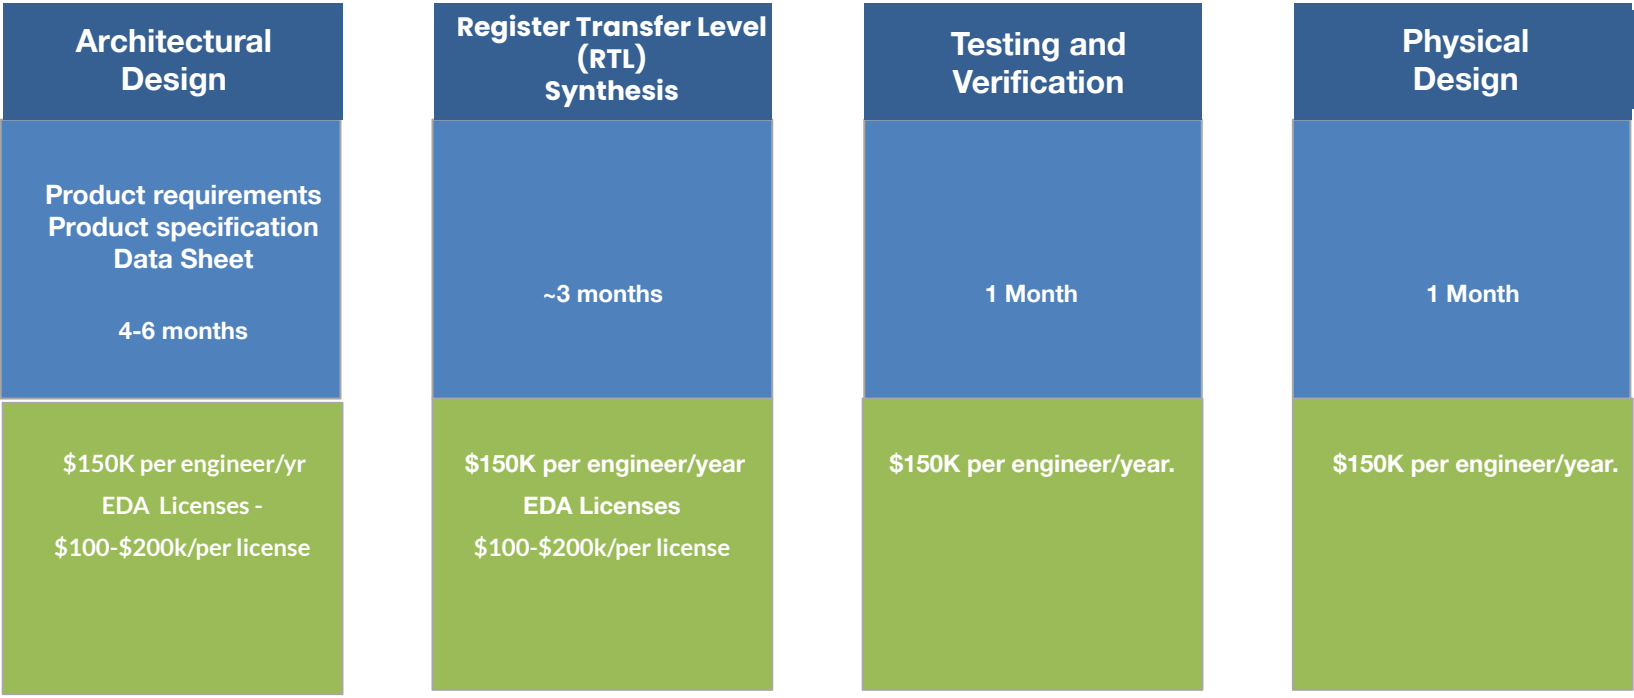 Architectural
Design
Product requirements
Product specification
Data Sheet
4-6 months
$150K per engineer/yr
EDA  Licenses -
$100-$200k/per license
Register Transfer Level
(RTL)
Synthesis
~3 months
$150K per engineer/year
EDA Licenses
$100-$200k/per license
Testing and
Verification
1 Month
$150K per engineer/year.
Physical
Design
1 Month
$150K per engineer/year.